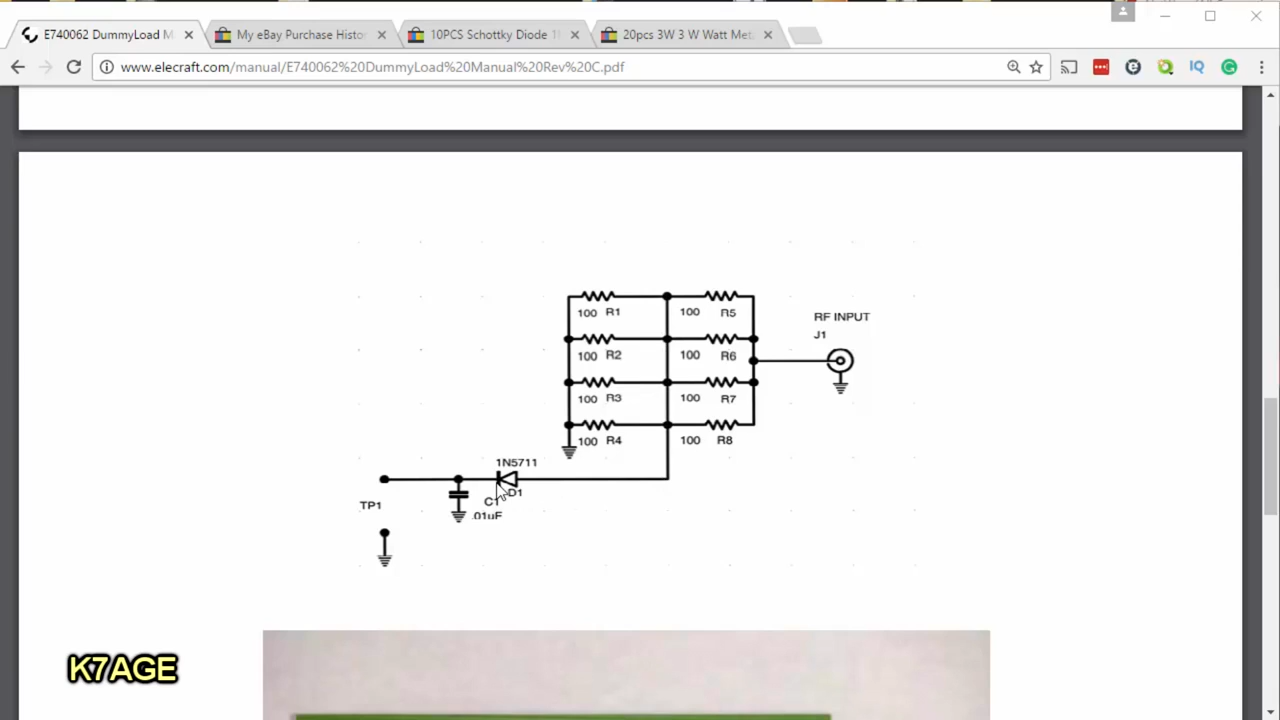 E740062 DummyLoad M
My eBay Purchase Histo
10PCS Schottky Diode 1
20pcs 3W 3 W Watt Met
www.elecraft.com/manual/E740062%20DummyLoad%20Manual%20Rev%20C.pdf
IQ
RF INPUT
J1
100 R1 100 R5
100 R2 100 R6
100 R3 100 R7
100 R4 100 R8
1N5711
D1
C1
.01uF
TP1
K7AGE